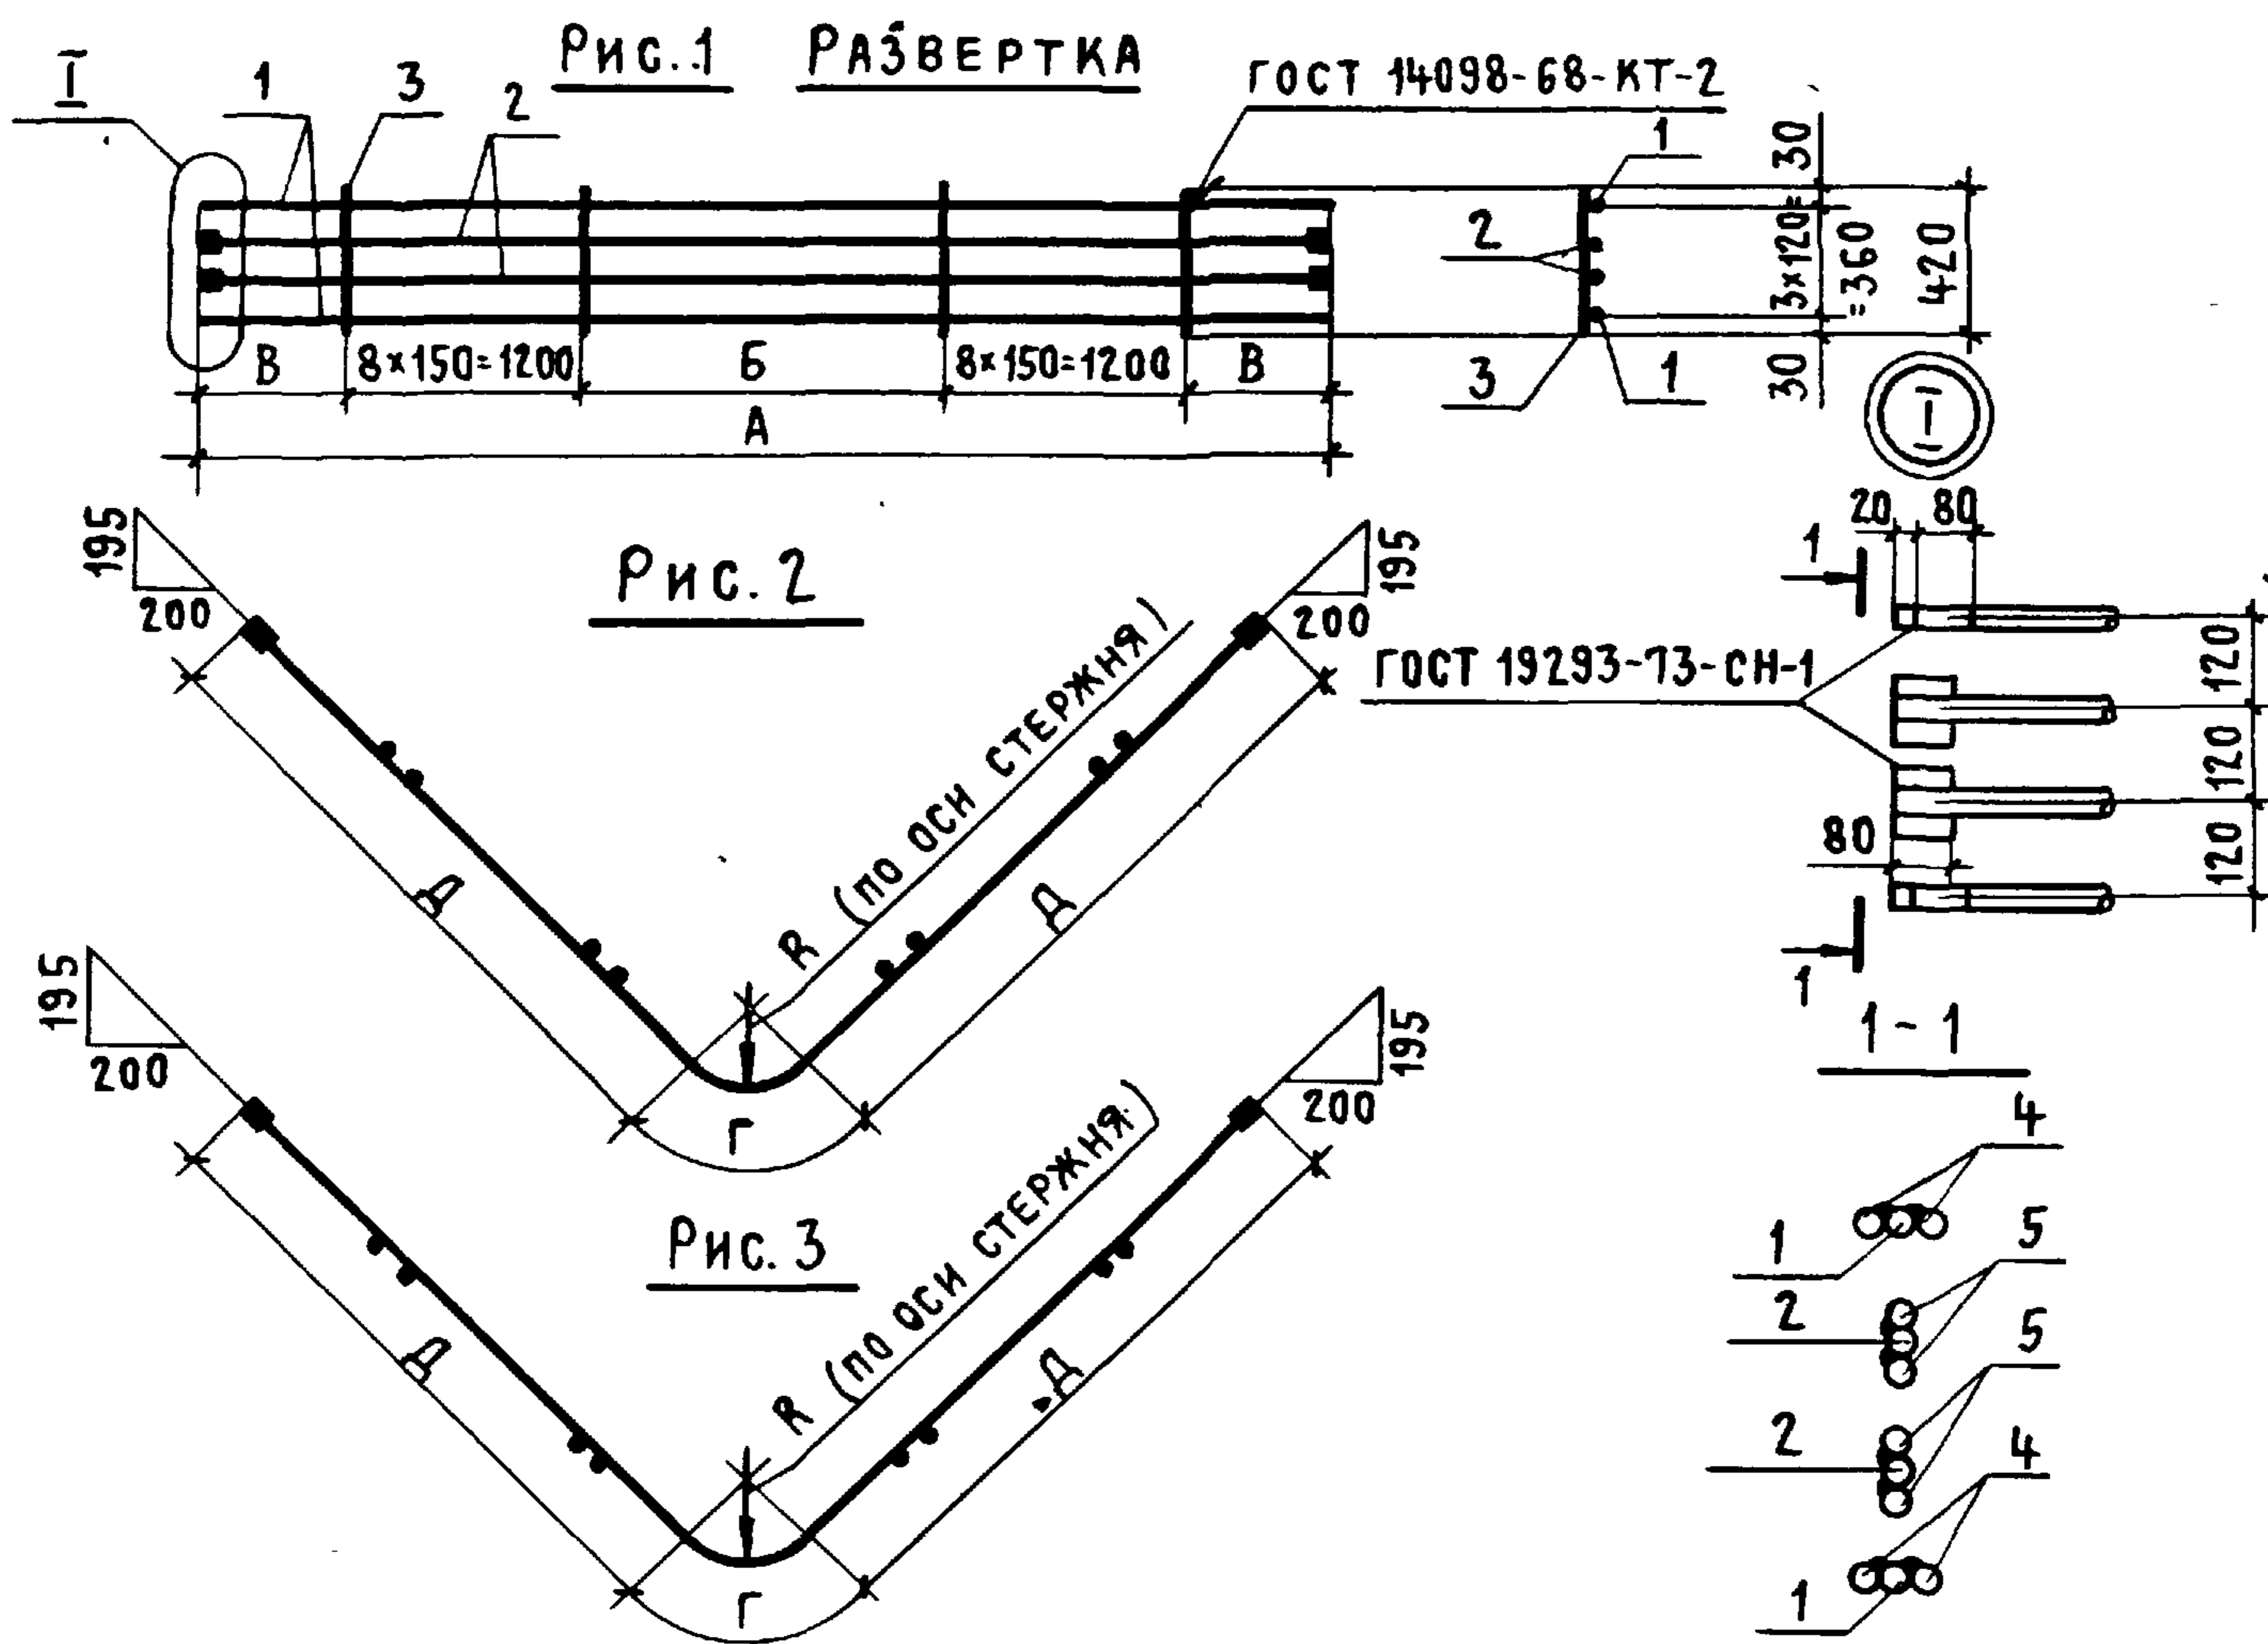 Рис. 1 РАЗВЕРТКА
ГОСТ 14098-68-КТ-2
I
1
3
2
1
2
3
1
30
3×120=
=360
30
420
В
8×150=1200
Б
8×150=1200
В
А
I
20
80
1
120
120
120
80
1
ГОСТ 19293-73-СН-1
Рис. 2
195
200
195
200
R (ПО ОСИ СТЕРЖНЯ)
Д
Д
Г
Рис. 3
195
200
195
200
R (ПО ОСИ СТЕРЖНЯ)
Д
Д
Г
1-1
4
1
5
2
5
2
4
1